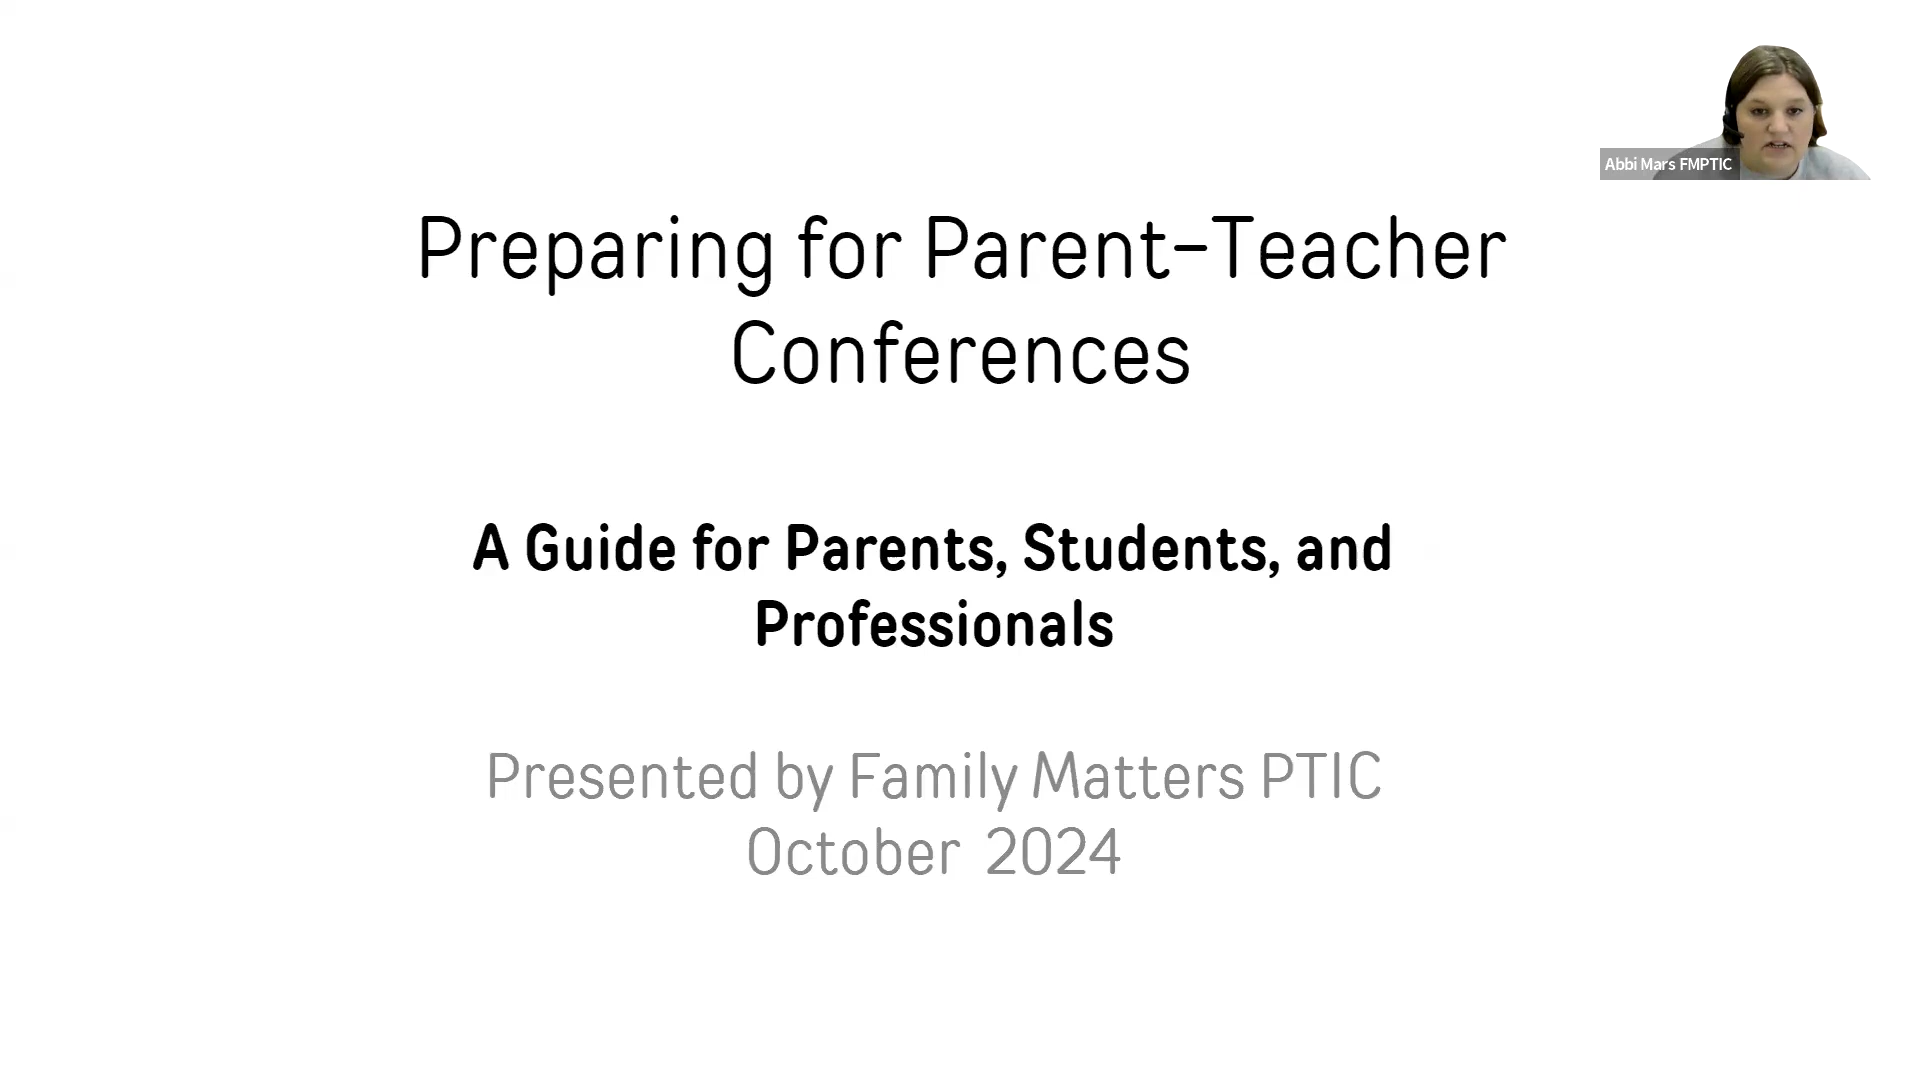 Abbi Mars FMPTIC
Preparing for Parent-Teacher
Conferences
A Guide for Parents, Students, and
Professionals
Presented by Family Matters PTIC
October 2024